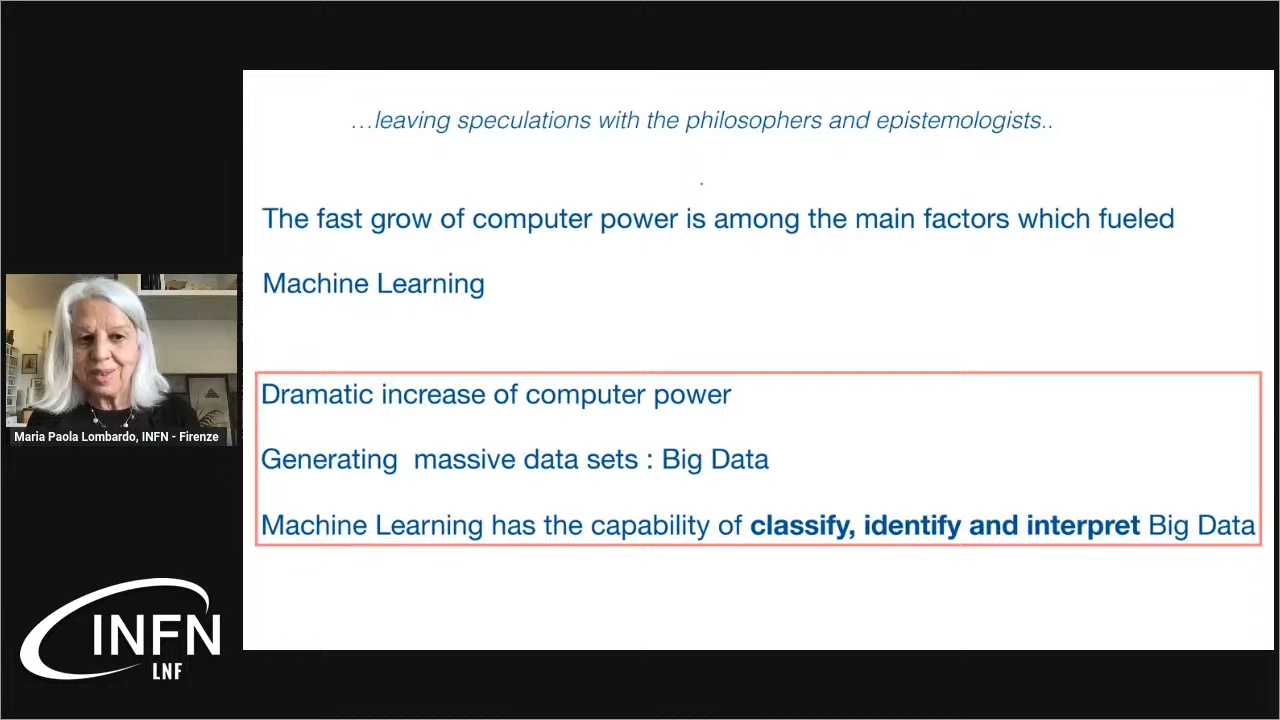 …leaving speculations with the philosophers and epistemologists..
.
The fast grow of computer power is among the main factors which fueled
Machine Learning
Dramatic increase of computer power
Generating massive data sets : Big Data
Machine Learning has the capability of classify, identify and interpret Big Data
Maria Paola Lombardo, INFN - Firenze
INFN
LNF